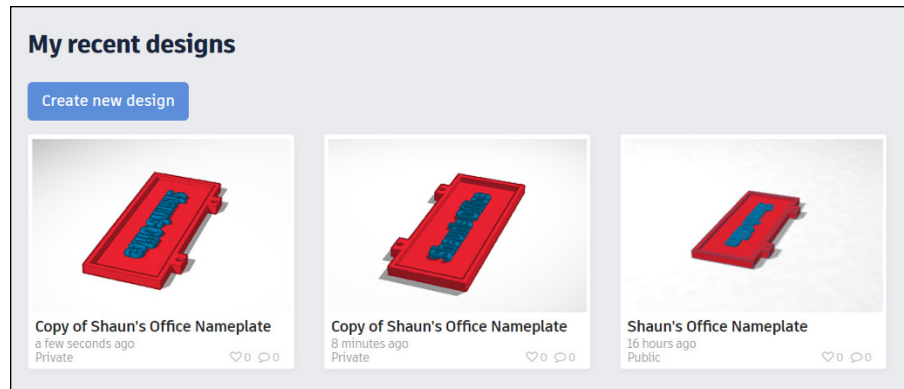 My recent designs
Create new design
Copy of Shaun's Office Nameplate
a few seconds ago
Private
0 0
Copy of Shaun's Office Nameplate
8 minutes ago
Private
0 0
Shaun's Office Nameplate
16 hours ago
Public
0 0